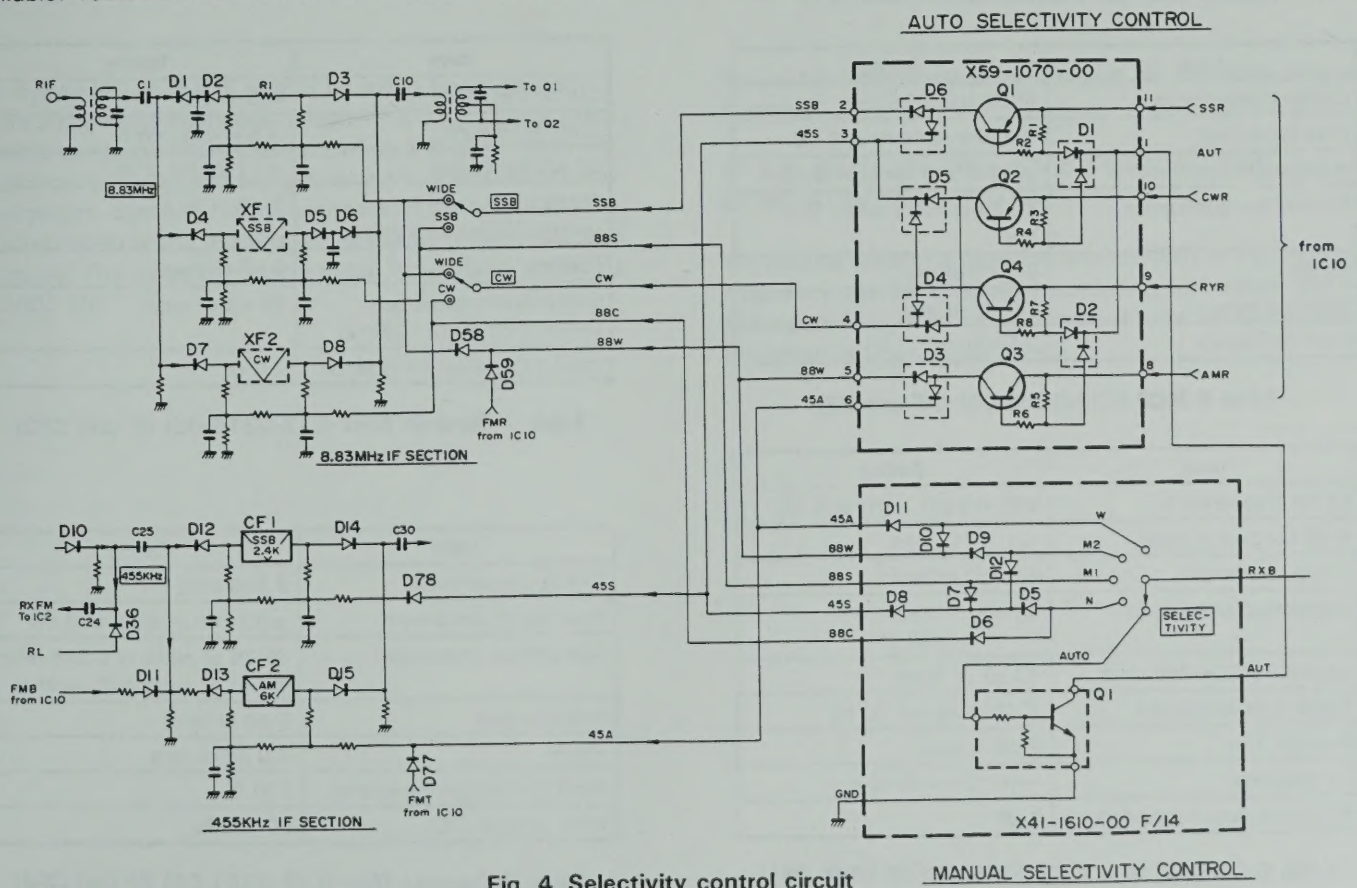 AUTO SELECTIVITY CONTROL
X59-1070-00
RIF
C1
D1
D2
R1
D3
C10
To Q1
To Q2
8.83MHz
D4
XF1
SSB
D5
D6
D7
XF2
CW
D8
WIDE
SSB
SSB
SSB
88S
WIDE
CW
CW
CW
88C
D58
88W
D59
FMR
from IC10
8.83MHz IF SECTION
SSB
2
45S
3
D6
Q1
R1
R2
D1
11
SSR
1
AUT
D5
Q2
R3
R4
10
CWR
D4
Q4
R7
R8
D2
9
RYR
CW
4
D3
Q3
R5
R6
8
AMR
88W
5
45A
6
from
IC10
D10
C25
D12
CF1
SSB
2.4K
D14
C30
455KHz
D78
45S
RXFM
To IC2
C24
D36
RL
FMB
from IC10
D11
D13
CF2
AM
6K
D15
45A
D77
FMT
from IC10
455KHz IF SECTION
45A
D11
W
88W
D10
D9
M2
88S
D12
M1
RXB
45S
D8
D7
D5
N
88C
D6
SELEC-
TIVITY
AUTO
AUT
Q1
GND
X41-1610-00 F/14
Fig. 4 Selectivity control circuit
MANUAL SELECTIVITY CONTROL